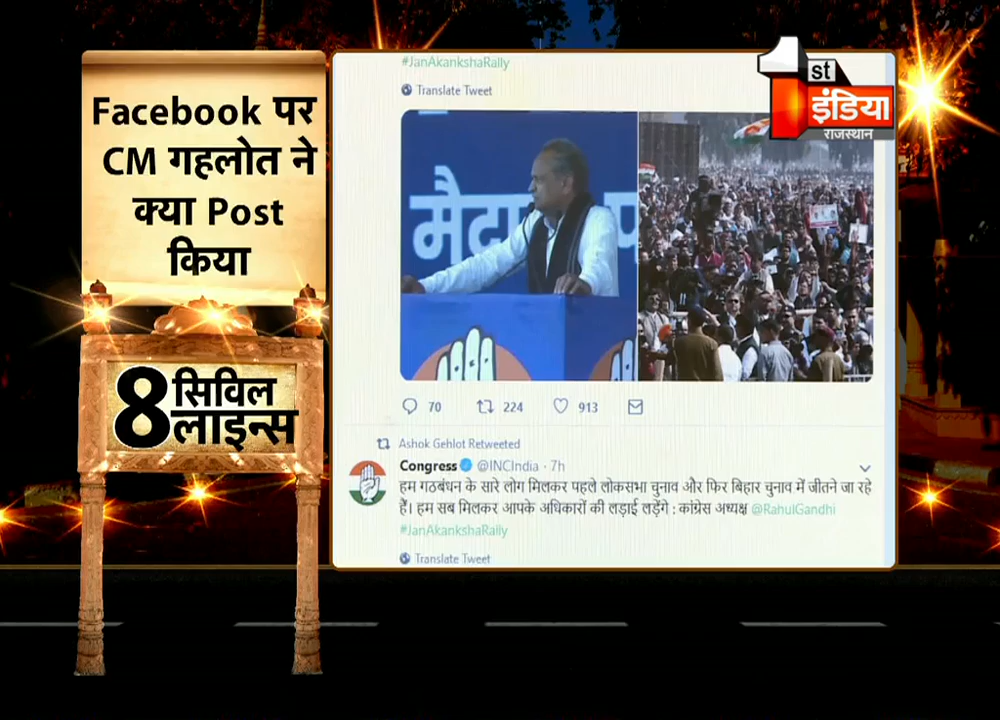 Facebook पर
CM गहलोत ने
क्या Post
किया
8 सिविल
लाइन्स
1st
इंडिया
राजस्थान
#JanAkankshaRally
Translate Tweet
मैदा
70 224 913
Ashok Gehlot Retweeted
Congress @INCIndia · 7h
हम गठबंधन के सारे लोग मिलकर पहले लोकसभा चुनाव और फिर बिहार चुनाव में जीतने जा रहे
हैं। हम सब मिलकर आपके अधिकारों की लड़ाई लड़ेंगे : कांग्रेस अध्यक्ष @RahulGandhi
#JanAkankshaRally
Translate Tweet